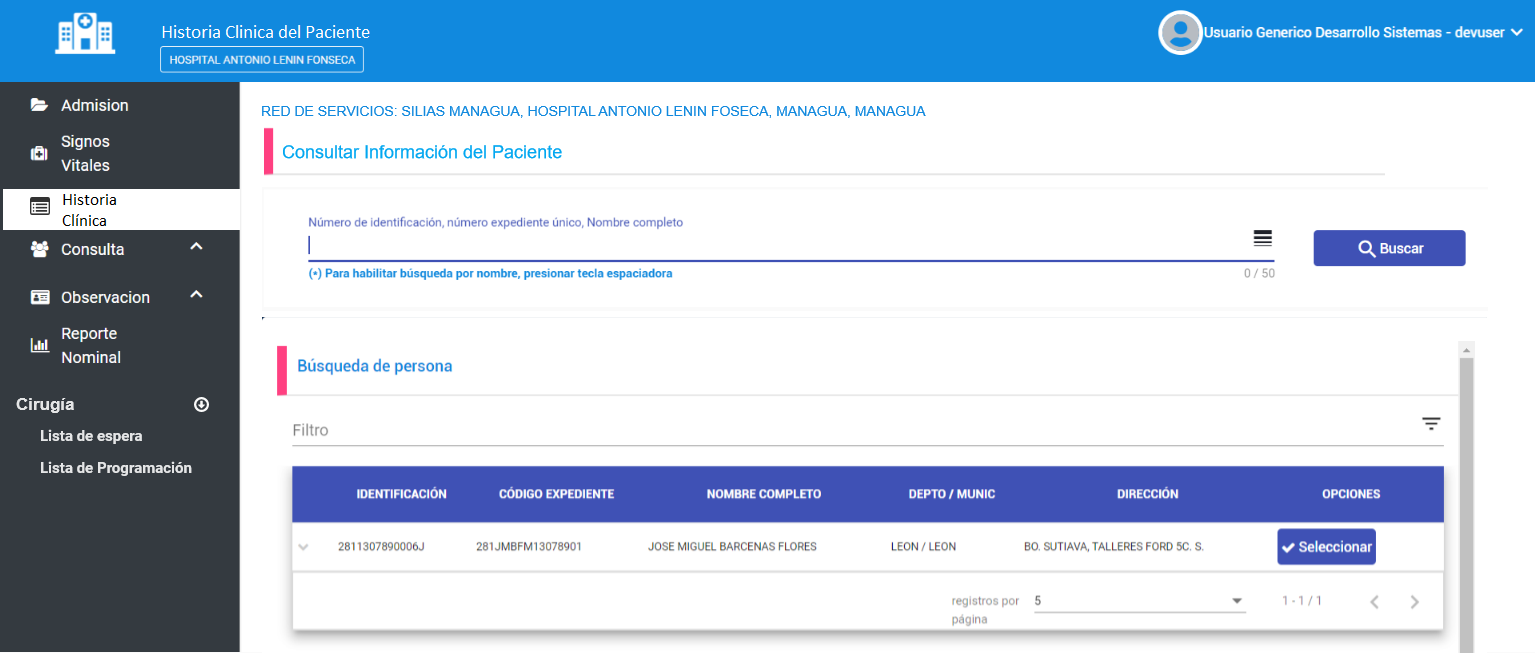 Historia Clinica del Paciente
HOSPITAL ANTONIO LENIN FONSECA
Usuario Generico Desarrollo Sistemas - devuser
Admision
Signos
Vitales
Historia
Clínica
Consulta
Observacion
Reporte
Nominal
Cirugía
Lista de espera
Lista de Programación
RED DE SERVICIOS: SILIAS MANAGUA, HOSPITAL ANTONIO LENIN FOSECA, MANAGUA, MANAGUA
Consultar Información del Paciente
Número de identificación, número expediente único, Nombre completo
(*) Para habilitar búsqueda por nombre, presionar tecla espaciadora
0 / 50
Buscar
Búsqueda de persona
Filtro
IDENTIFICACIÓN CÓDIGO EXPEDIENTE NOMBRE COMPLETO DEPTO / MUNIC DIRECCIÓN OPCIONES
2811307890006J 281JMBFM13078901 JOSE MIGUEL BARCENAS FLORES LEON / LEON BO. SUTIAVA, TALLERES FORD 5C. S. Seleccionar
registros por
página
5
1 - 1 / 1